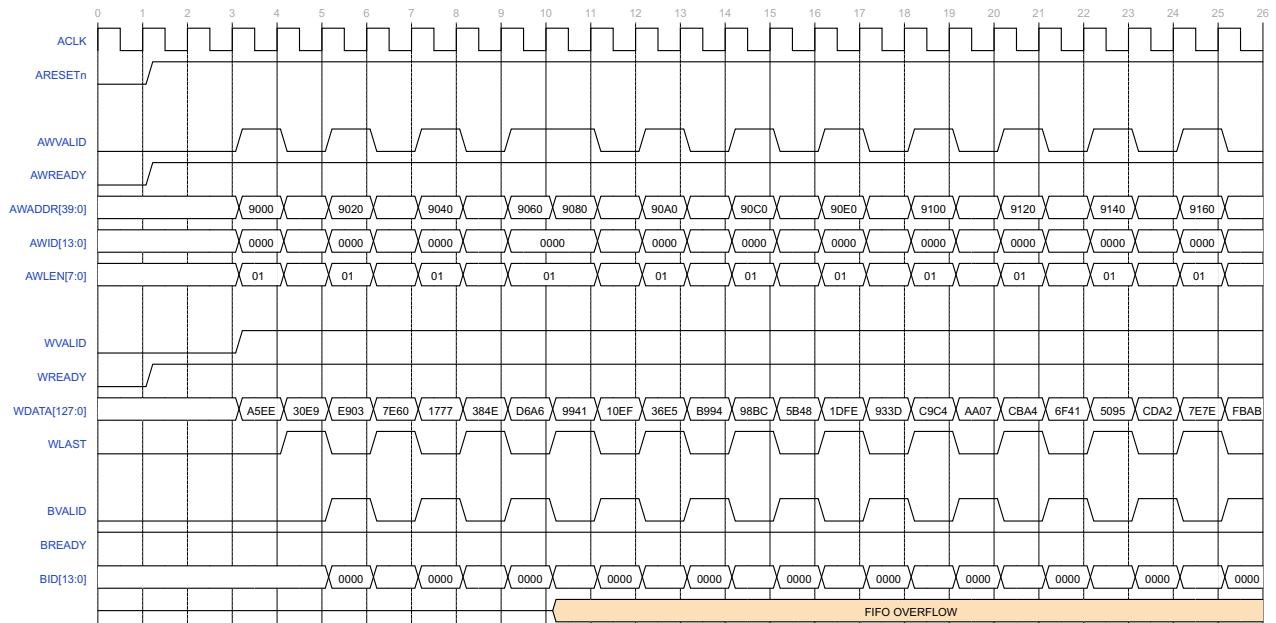 0 1 2 3 4 5 6 7 8 9 10 11 12 13 14 15 16 17 18 19 20 21 22 23 24 25 26
ACLK
ARESETn
AWVALID
AWREADY
AWADDR[39:0] 9000 9020 9040 9060 9080 90A0 90C0 90E0 9100 9120 9140 9160
AWID[13:0] 0000 0000 0000 0000 0000 0000 0000 0000 0000 0000 0000
AWLEN[7:0] 01 01 01 01 01 01 01 01 01 01 01
WVALID
WREADY
WDATA[127:0] A5EE 30E9 E903 7E60 1777 384E D6A6 9941 10EF 36E5 B994 98BC 5B48 1DFE 933D C9C4 AA07 CBA4 6F41 5095 CDA2 7E7E FBAB
WLAST
BVALID
BREADY
BID[13:0] 0000 0000 0000 0000 0000 0000 0000 0000 0000 0000 0000
FIFO OVERFLOW